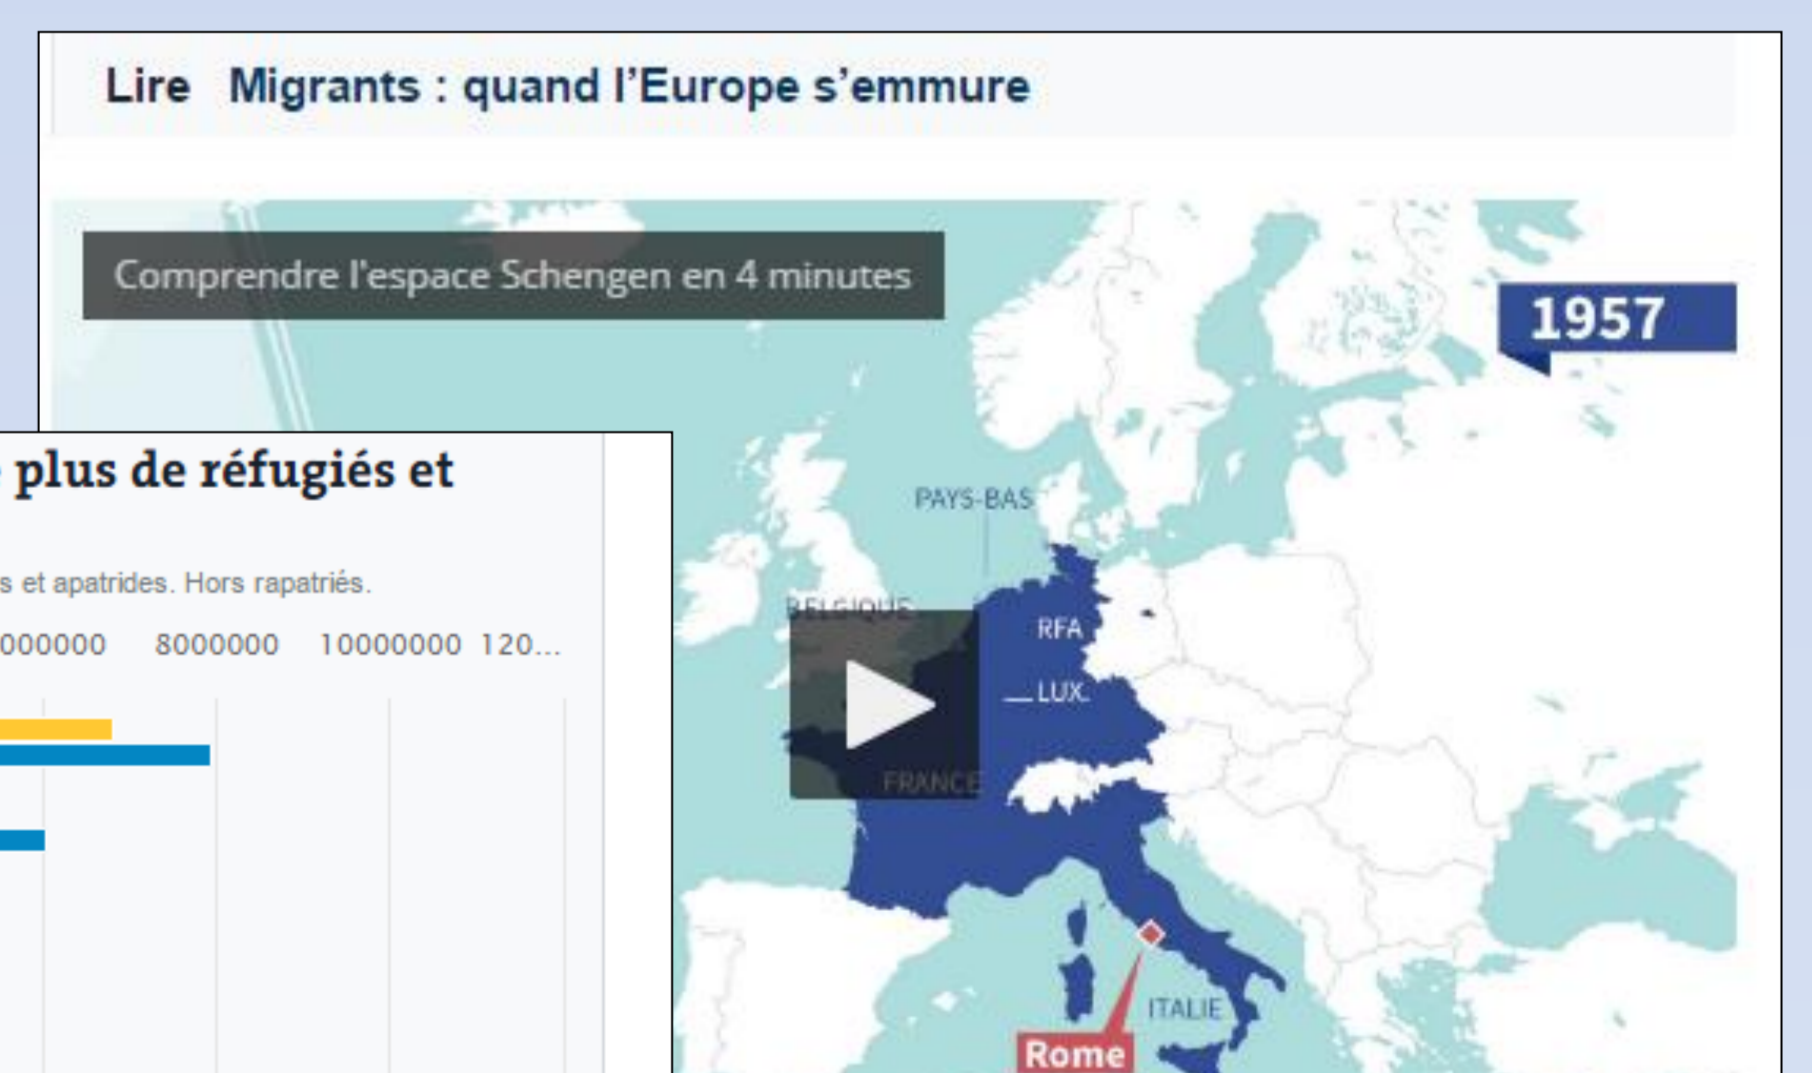 Lire Migrants : quand l'Europe s'emmure
Comprendre l'espace Schengen en 4 minutes
1957
plus de réfugiés et
s et apatrides. Hors rapatriés.
000000 8000000 10000000 120...
PAYS-BAS
BELGIQUE
RFA
LUX.
FRANCE
ITALIE
Rome